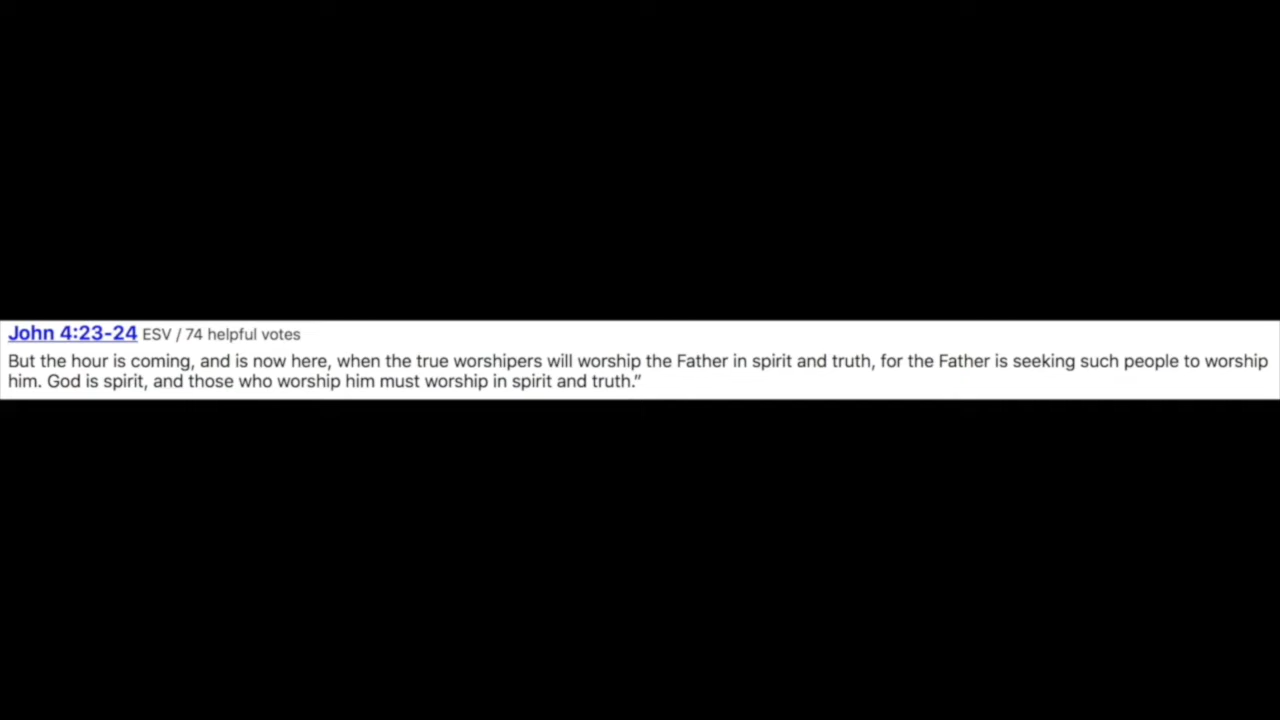 John 4:23-24 ESV / 74 helpful votes
But the hour is coming, and is now here, when the true worshipers will worship the Father in spirit and truth, for the Father is seeking such people to worship
him. God is spirit, and those who worship him must worship in spirit and truth.”